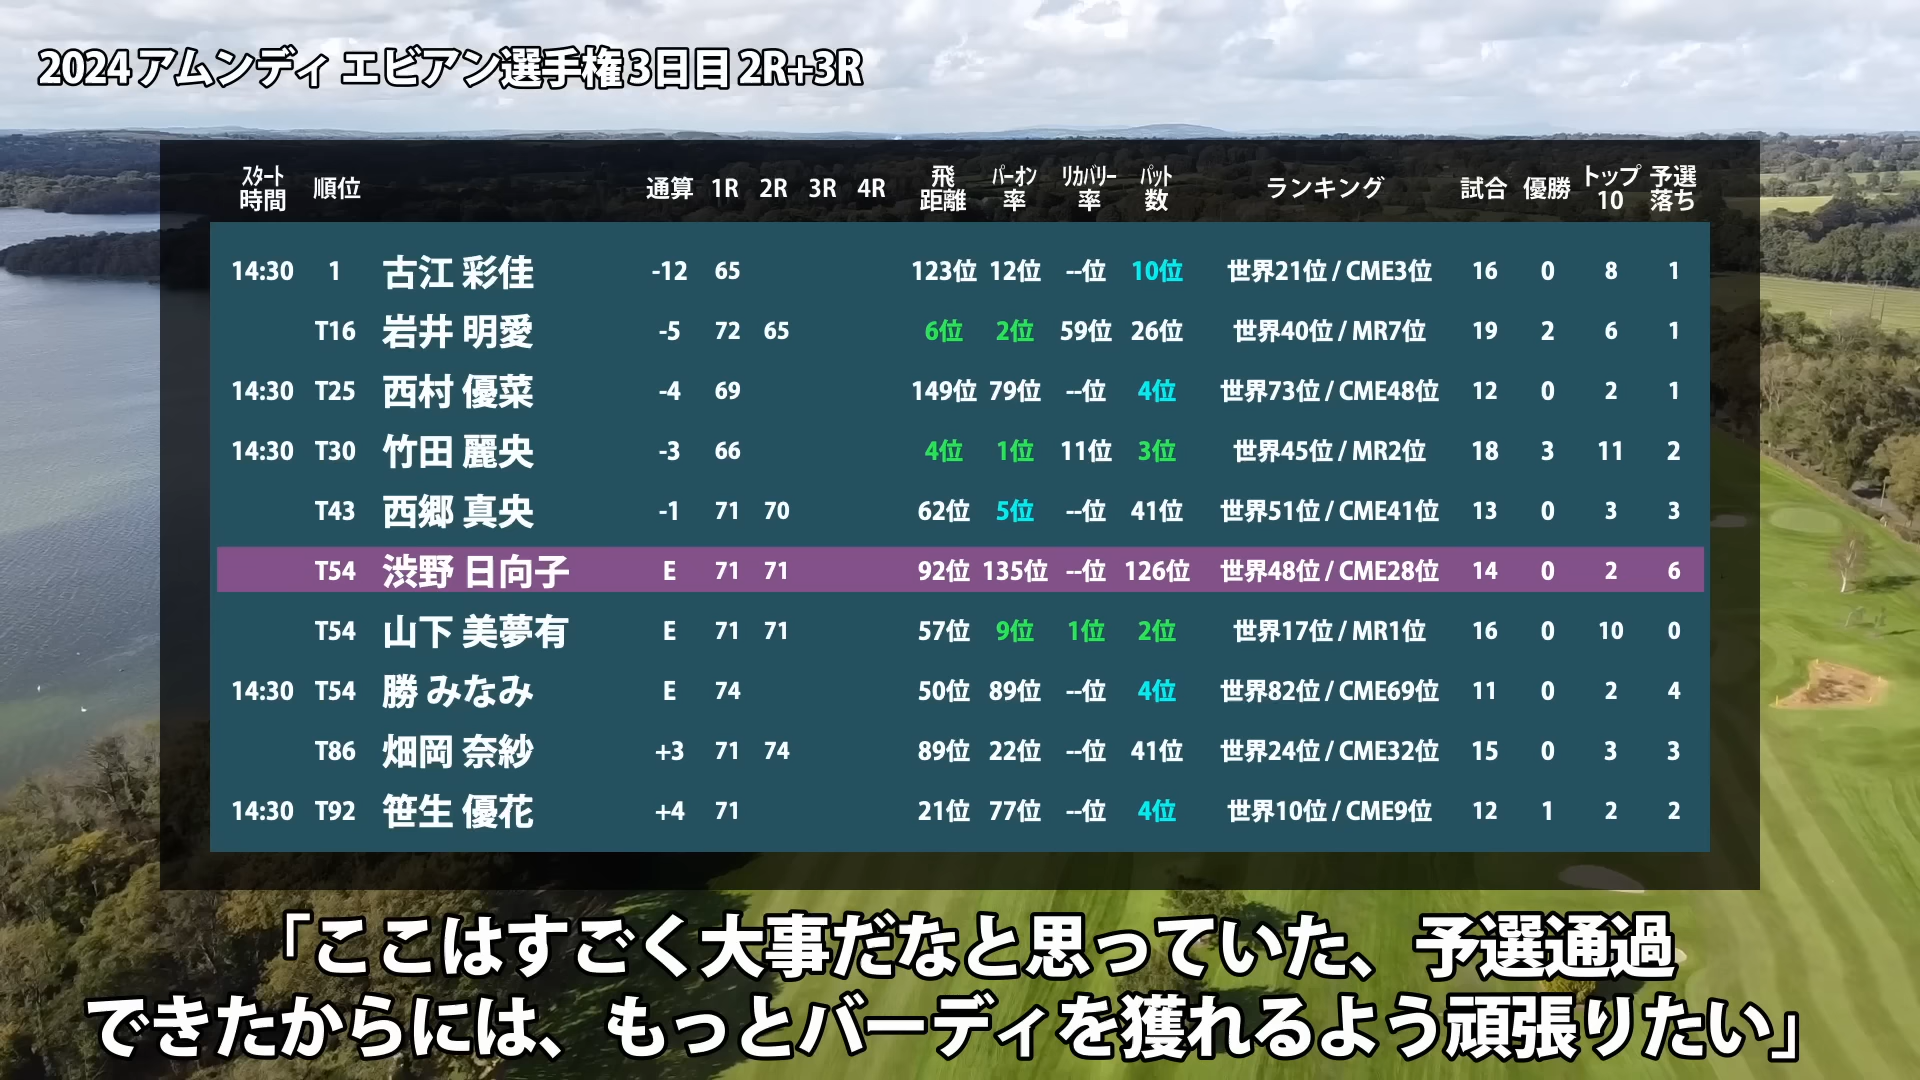 2024 アムンディ エビアン選手権 3日目 2R+3R
ｽﾀｰﾄ時間 順位 通算 1R 2R 3R 4R 飛距離 ﾊﾟｰｵﾝ率 ﾘｶﾊﾞﾘｰ率 ﾊﾟｯﾄ数 ランキング 試合 優勝 トップ10 予選落ち
14:30 1 古江 彩佳 -12 65 123位 12位 --位 10位 世界21位 / CME3位 16 0 8 1
T16 岩井 明愛 -5 72 65 6位 2位 59位 26位 世界40位 / MR7位 19 2 6 1
14:30 T25 西村 優菜 -4 69 149位 79位 --位 4位 世界73位 / CME48位 12 0 2 1
14:30 T30 竹田 麗央 -3 66 4位 1位 11位 3位 世界45位 / MR2位 18 3 11 2
T43 西郷 真央 -1 71 70 62位 5位 --位 41位 世界51位 / CME41位 13 0 3 3
T54 渋野 日向子 E 71 71 92位 135位 --位 126位 世界48位 / CME28位 14 0 2 6
T54 山下 美夢有 E 71 71 57位 9位 1位 2位 世界17位 / MR1位 16 0 10 0
14:30 T54 勝 みなみ E 74 50位 89位 --位 4位 世界82位 / CME69位 11 0 2 4
T86 畑岡 奈紗 +3 71 74 89位 22位 --位 41位 世界24位 / CME32位 15 0 3 3
14:30 T92 笹生 優花 +4 71 21位 77位 --位 4位 世界10位 / CME9位 12 1 2 2
「ここはすごく大事だなと思っていた、予選通過
できたからには、もっとバーディを獲れるよう頑張りたい」